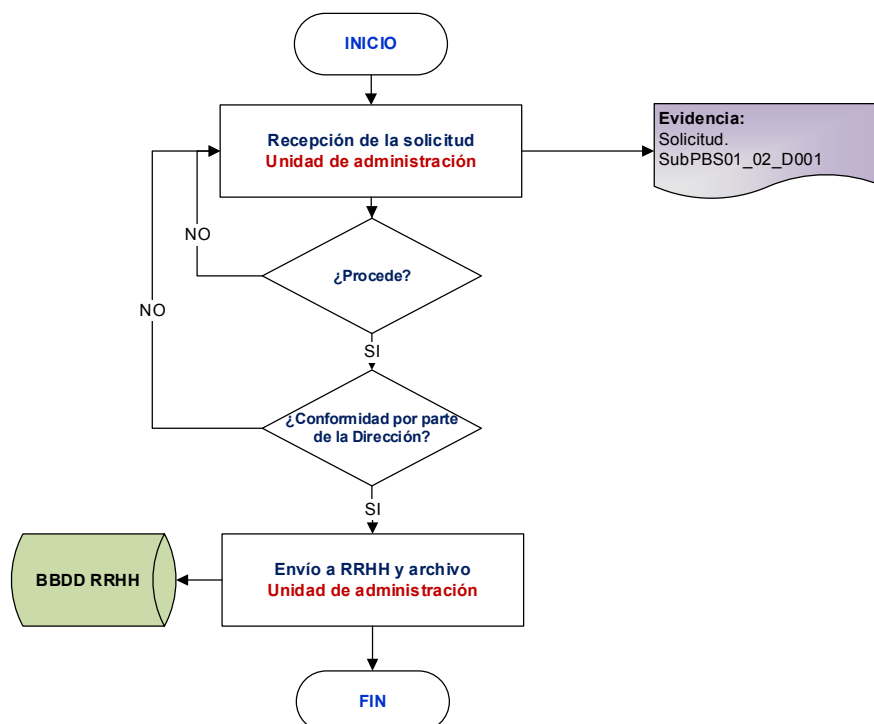 INICIO
Recepción de la solicitud
Unidad de administración
Evidencia:
Solicitud.
SubPBS01_02_D001
NO
¿Procede?
NO
SI
¿Conformidad por parte
de la Dirección?
SI
BBDD RRHH
Envío a RRHH y archivo
Unidad de administración
FIN